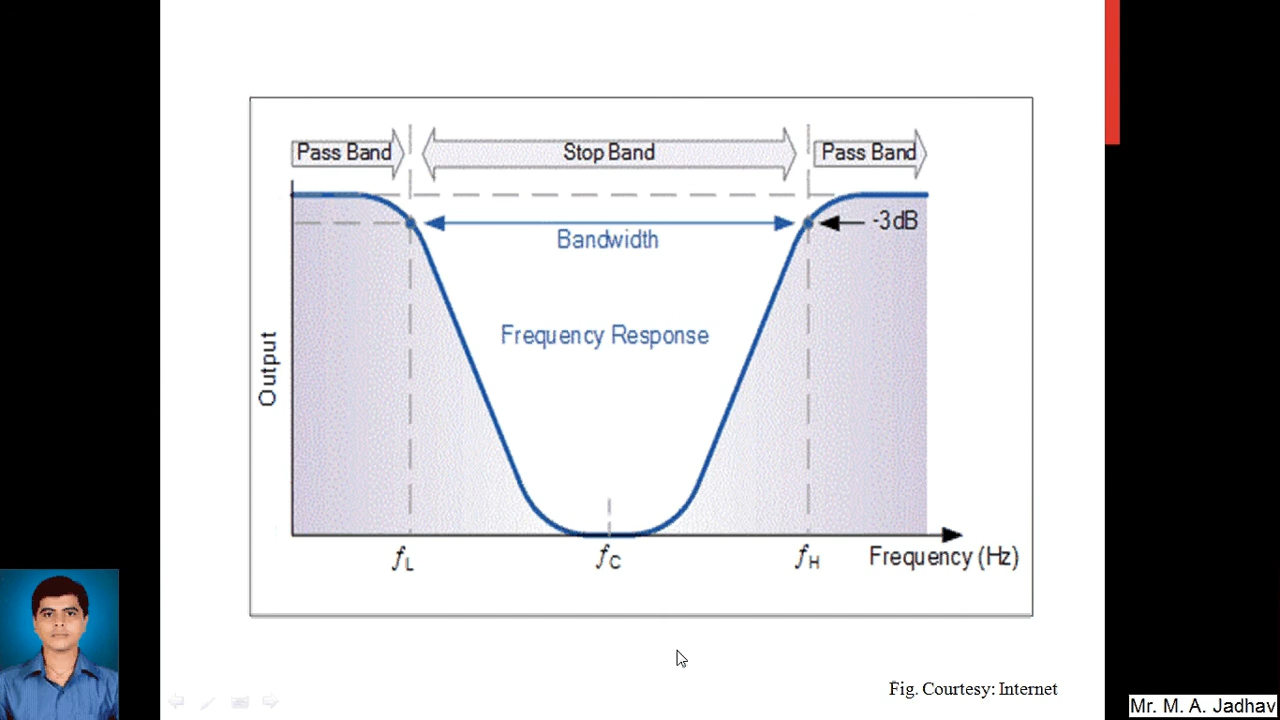 Pass Band
Stop Band
Pass Band
-3dB
Bandwidth
Frequency Response
Output
fL
fC
fH
Frequency (Hz)
Fig. Courtesy: Internet
Mr. M. A. Jadhav